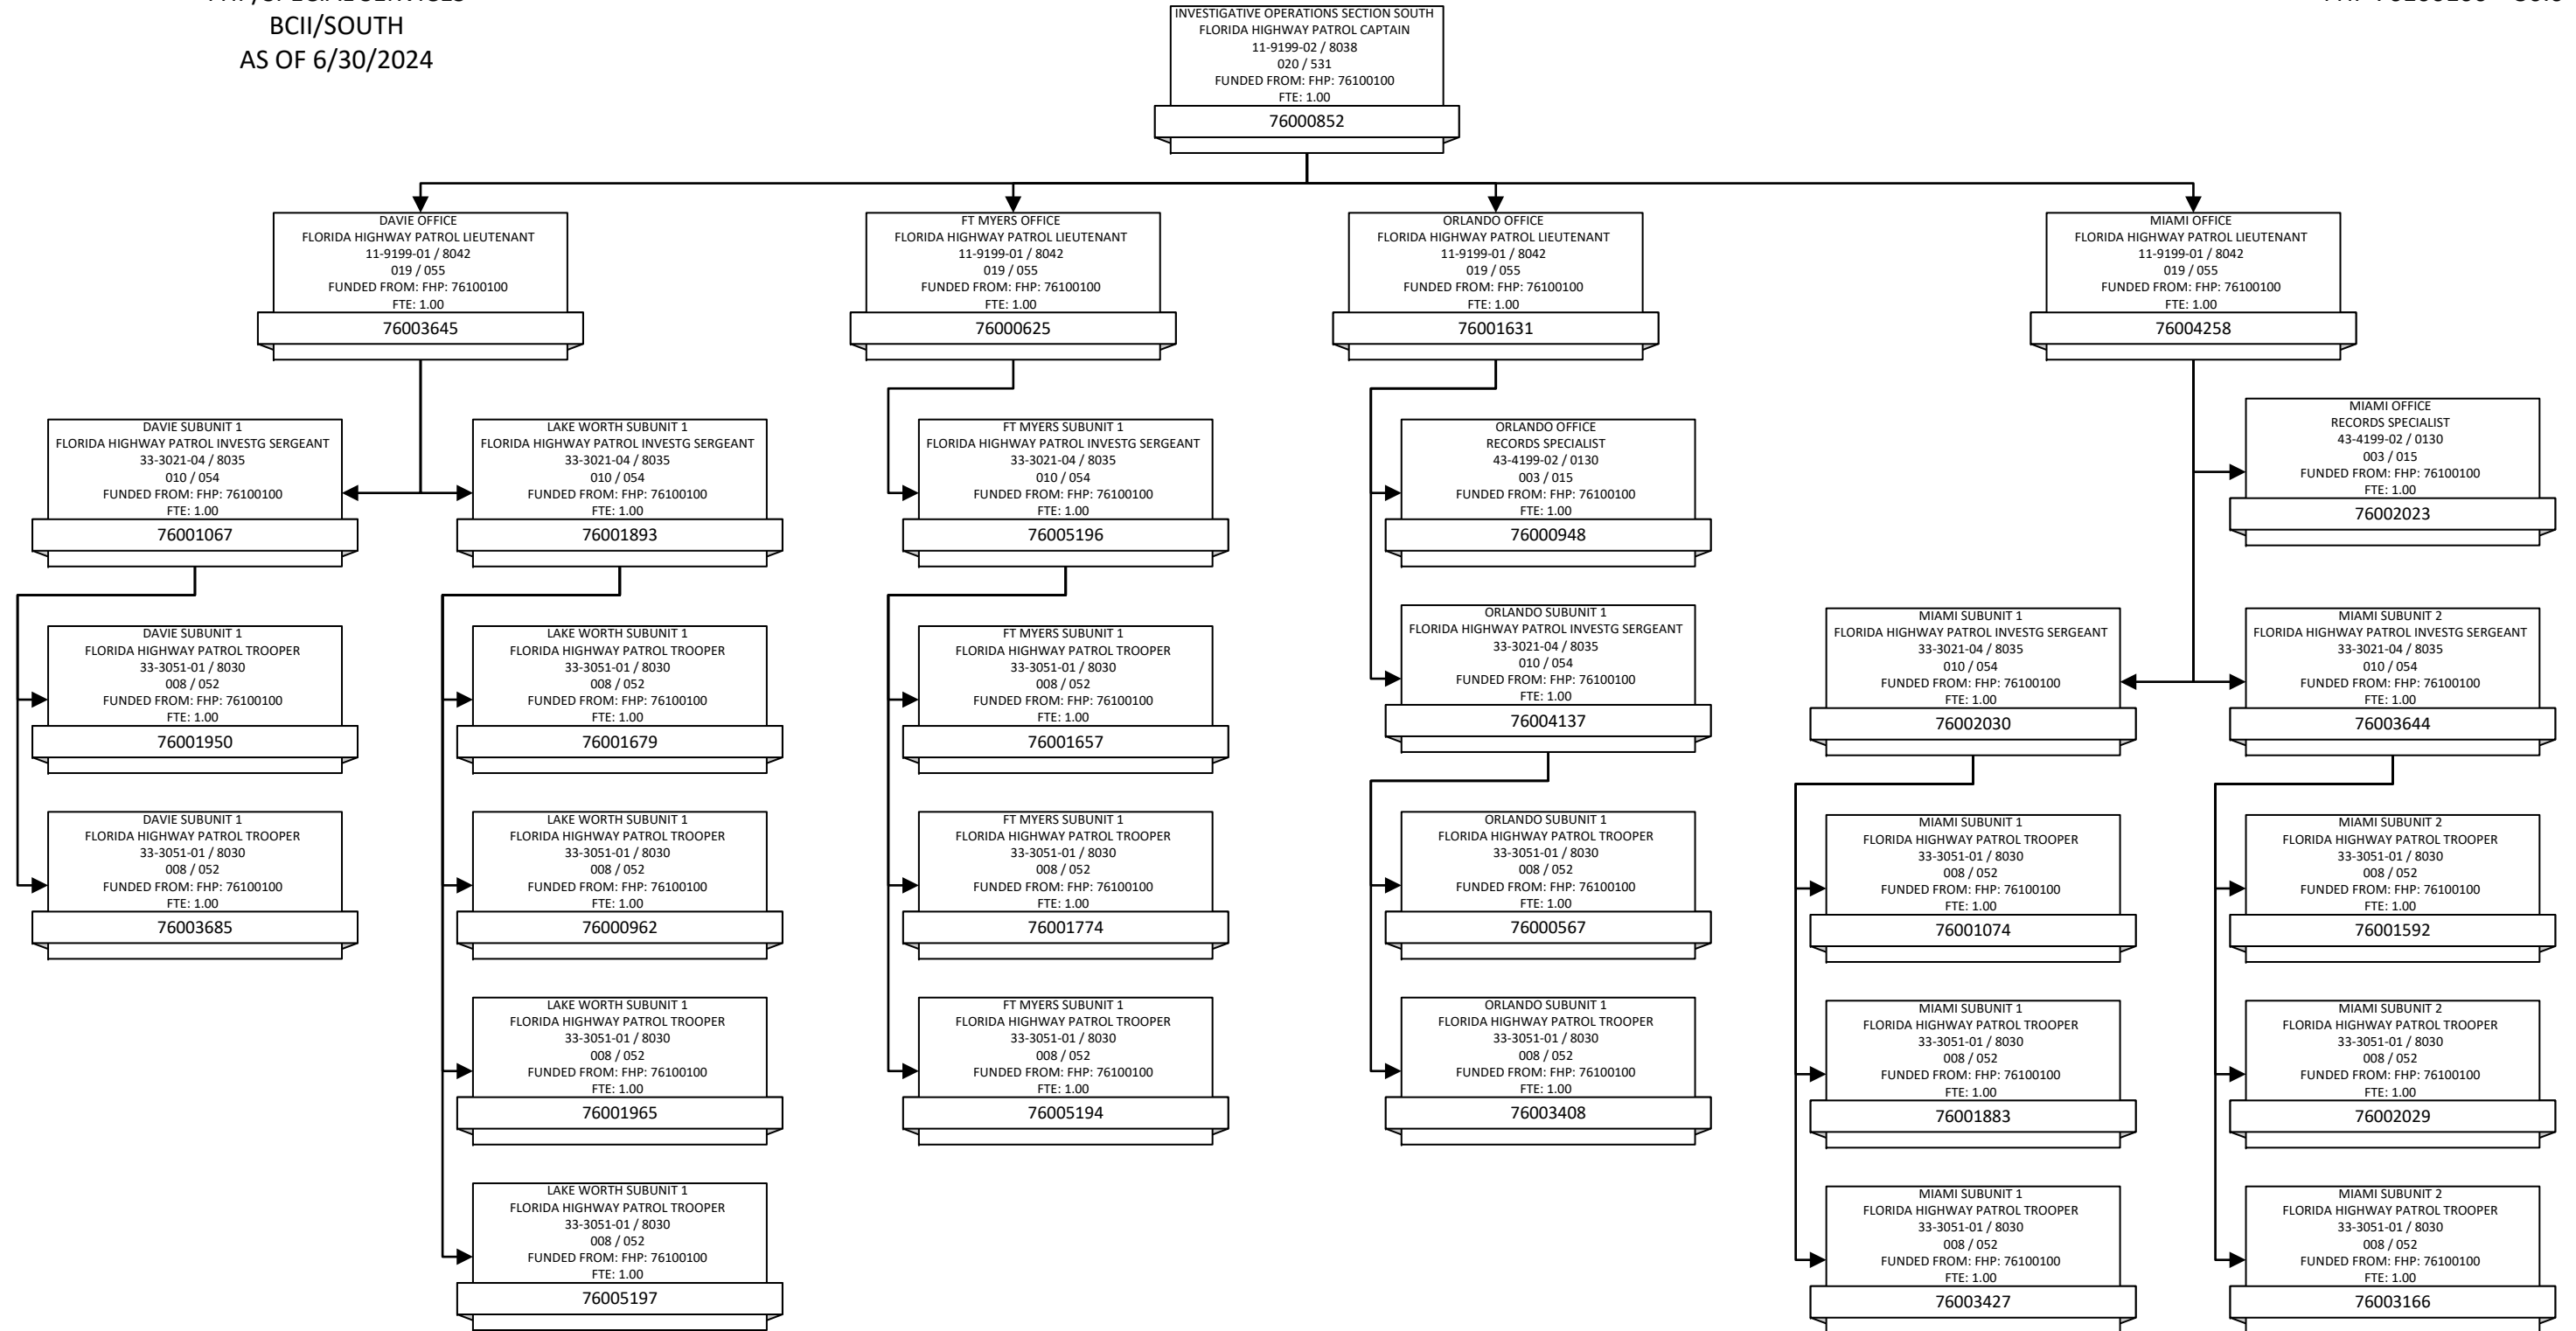 BCII/SOUTH
AS OF 6/30/2024
INVESTIGATIVE OPERATIONS SECTION SOUTH
FLORIDA HIGHWAY PATROL CAPTAIN
11-9199-02 / 8038
020 / 531
FUNDED FROM: FHP: 76100100
FTE: 1.00
76000852
DAVIE OFFICE
FLORIDA HIGHWAY PATROL LIEUTENANT
11-9199-01 / 8042
019 / 055
FUNDED FROM: FHP: 76100100
FTE: 1.00
76003645
FT MYERS OFFICE
FLORIDA HIGHWAY PATROL LIEUTENANT
11-9199-01 / 8042
019 / 055
FUNDED FROM: FHP: 76100100
FTE: 1.00
76000625
ORLANDO OFFICE
FLORIDA HIGHWAY PATROL LIEUTENANT
11-9199-01 / 8042
019 / 055
FUNDED FROM: FHP: 76100100
FTE: 1.00
76001631
MIAMI OFFICE
FLORIDA HIGHWAY PATROL LIEUTENANT
11-9199-01 / 8042
019 / 055
FUNDED FROM: FHP: 76100100
FTE: 1.00
76004258
DAVIE SUBUNIT 1
FLORIDA HIGHWAY PATROL INVESTG SERGEANT
33-3021-04 / 8035
010 / 054
FUNDED FROM: FHP: 76100100
FTE: 1.00
76001067
LAKE WORTH SUBUNIT 1
FLORIDA HIGHWAY PATROL INVESTG SERGEANT
33-3021-04 / 8035
010 / 054
FUNDED FROM: FHP: 76100100
FTE: 1.00
76001893
FT MYERS SUBUNIT 1
FLORIDA HIGHWAY PATROL INVESTG SERGEANT
33-3021-04 / 8035
010 / 054
FUNDED FROM: FHP: 76100100
FTE: 1.00
76005196
ORLANDO OFFICE
RECORDS SPECIALIST
43-4199-02 / 0130
003 / 015
FUNDED FROM: FHP: 76100100
FTE: 1.00
76000948
MIAMI OFFICE
RECORDS SPECIALIST
43-4199-02 / 0130
003 / 015
FUNDED FROM: FHP: 76100100
FTE: 1.00
76002023
DAVIE SUBUNIT 1
FLORIDA HIGHWAY PATROL TROOPER
33-3051-01 / 8030
008 / 052
FUNDED FROM: FHP: 76100100
FTE: 1.00
76001950
LAKE WORTH SUBUNIT 1
FLORIDA HIGHWAY PATROL TROOPER
33-3051-01 / 8030
008 / 052
FUNDED FROM: FHP: 76100100
FTE: 1.00
76001679
FT MYERS SUBUNIT 1
FLORIDA HIGHWAY PATROL TROOPER
33-3051-01 / 8030
008 / 052
FUNDED FROM: FHP: 76100100
FTE: 1.00
76001657
ORLANDO SUBUNIT 1
FLORIDA HIGHWAY PATROL INVESTG SERGEANT
33-3021-04 / 8035
010 / 054
FUNDED FROM: FHP: 76100100
FTE: 1.00
76004137
MIAMI SUBUNIT 1
FLORIDA HIGHWAY PATROL INVESTG SERGEANT
33-3021-04 / 8035
010 / 054
FUNDED FROM: FHP: 76100100
FTE: 1.00
76002030
MIAMI SUBUNIT 2
FLORIDA HIGHWAY PATROL INVESTG SERGEANT
33-3021-04 / 8035
010 / 054
FUNDED FROM: FHP: 76100100
FTE: 1.00
76003644
DAVIE SUBUNIT 1
FLORIDA HIGHWAY PATROL TROOPER
33-3051-01 / 8030
008 / 052
FUNDED FROM: FHP: 76100100
FTE: 1.00
76003685
LAKE WORTH SUBUNIT 1
FLORIDA HIGHWAY PATROL TROOPER
33-3051-01 / 8030
008 / 052
FUNDED FROM: FHP: 76100100
FTE: 1.00
76000962
FT MYERS SUBUNIT 1
FLORIDA HIGHWAY PATROL TROOPER
33-3051-01 / 8030
008 / 052
FUNDED FROM: FHP: 76100100
FTE: 1.00
76001774
ORLANDO SUBUNIT 1
FLORIDA HIGHWAY PATROL TROOPER
33-3051-01 / 8030
008 / 052
FUNDED FROM: FHP: 76100100
FTE: 1.00
76000567
MIAMI SUBUNIT 1
FLORIDA HIGHWAY PATROL TROOPER
33-3051-01 / 8030
008 / 052
FUNDED FROM: FHP: 76100100
FTE: 1.00
76001074
MIAMI SUBUNIT 2
FLORIDA HIGHWAY PATROL TROOPER
33-3051-01 / 8030
008 / 052
FUNDED FROM: FHP: 76100100
FTE: 1.00
76001592
LAKE WORTH SUBUNIT 1
FLORIDA HIGHWAY PATROL TROOPER
33-3051-01 / 8030
008 / 052
FUNDED FROM: FHP: 76100100
FTE: 1.00
76001965
FT MYERS SUBUNIT 1
FLORIDA HIGHWAY PATROL TROOPER
33-3051-01 / 8030
008 / 052
FUNDED FROM: FHP: 76100100
FTE: 1.00
76005194
ORLANDO SUBUNIT 1
FLORIDA HIGHWAY PATROL TROOPER
33-3051-01 / 8030
008 / 052
FUNDED FROM: FHP: 76100100
FTE: 1.00
76003408
MIAMI SUBUNIT 1
FLORIDA HIGHWAY PATROL TROOPER
33-3051-01 / 8030
008 / 052
FUNDED FROM: FHP: 76100100
FTE: 1.00
76001883
MIAMI SUBUNIT 2
FLORIDA HIGHWAY PATROL TROOPER
33-3051-01 / 8030
008 / 052
FUNDED FROM: FHP: 76100100
FTE: 1.00
76002029
LAKE WORTH SUBUNIT 1
FLORIDA HIGHWAY PATROL TROOPER
33-3051-01 / 8030
008 / 052
FUNDED FROM: FHP: 76100100
FTE: 1.00
76005197
MIAMI SUBUNIT 1
FLORIDA HIGHWAY PATROL TROOPER
33-3051-01 / 8030
008 / 052
FUNDED FROM: FHP: 76100100
FTE: 1.00
76003427
MIAMI SUBUNIT 2
FLORIDA HIGHWAY PATROL TROOPER
33-3051-01 / 8030
008 / 052
FUNDED FROM: FHP: 76100100
FTE: 1.00
76003166